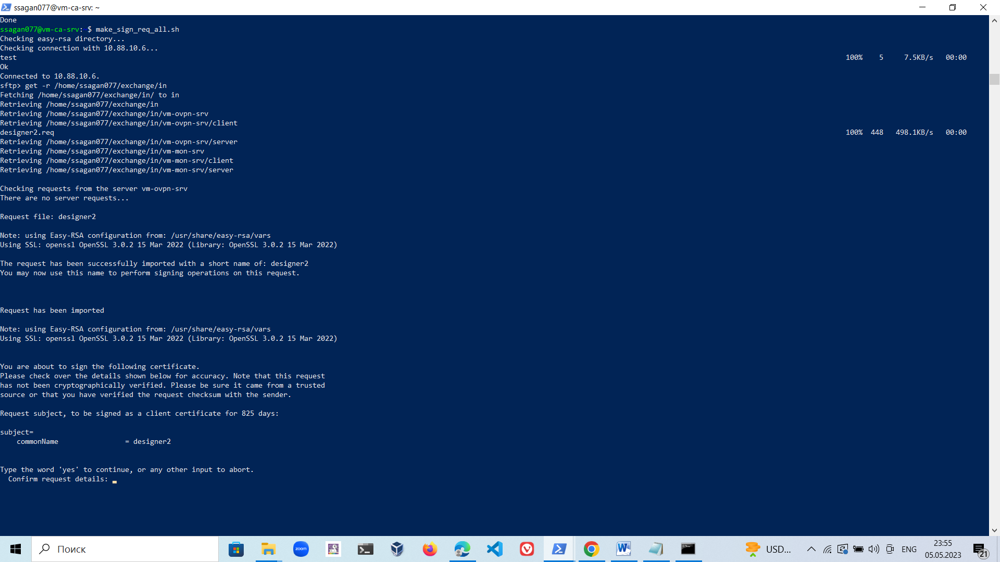 ssagan077@vm-ca-srv: ~
Done
ssagan077@vm-ca-srv: $ make_sign_req_all.sh
Checking easy-rsa directory...
Checking connection with 10.88.10.6...
test 100% 5 7.5KB/s 00:00
Ok
Connected to 10.88.10.6.
sftp> get -r /home/ssagan077/exchange/in
Fetching /home/ssagan077/exchange/in/ to in
Retrieving /home/ssagan077/exchange/in
Retrieving /home/ssagan077/exchange/in/vm-ovpn-srv
Retrieving /home/ssagan077/exchange/in/vm-ovpn-srv/client
designer2.req 100% 448 498.1KB/s 00:00
Retrieving /home/ssagan077/exchange/in/vm-ovpn-srv/server
Retrieving /home/ssagan077/exchange/in/vm-mon-srv
Retrieving /home/ssagan077/exchange/in/vm-mon-srv/client
Retrieving /home/ssagan077/exchange/in/vm-mon-srv/server
Checking requests from the server vm-ovpn-srv
There are no server requests...
Request file: designer2
Note: using Easy-RSA configuration from: /usr/share/easy-rsa/vars
Using SSL: openssl OpenSSL 3.0.2 15 Mar 2022 (Library: OpenSSL 3.0.2 15 Mar 2022)
The request has been successfully imported with a short name of: designer2
You may now use this name to perform signing operations on this request.
Request has been imported
Note: using Easy-RSA configuration from: /usr/share/easy-rsa/vars
Using SSL: openssl OpenSSL 3.0.2 15 Mar 2022 (Library: OpenSSL 3.0.2 15 Mar 2022)
You are about to sign the following certificate.
Please check over the details shown below for accuracy. Note that this request
has not been cryptographically verified. Please be sure it came from a trusted
source or that you have verified the request checksum with the sender.
Request subject, to be signed as a client certificate for 825 days:
subject=
commonName = designer2
Type the word 'yes' to continue, or any other input to abort.
Confirm request details:
Поиск
zoom
USD...
ENG
23:55
05.05.2023
21